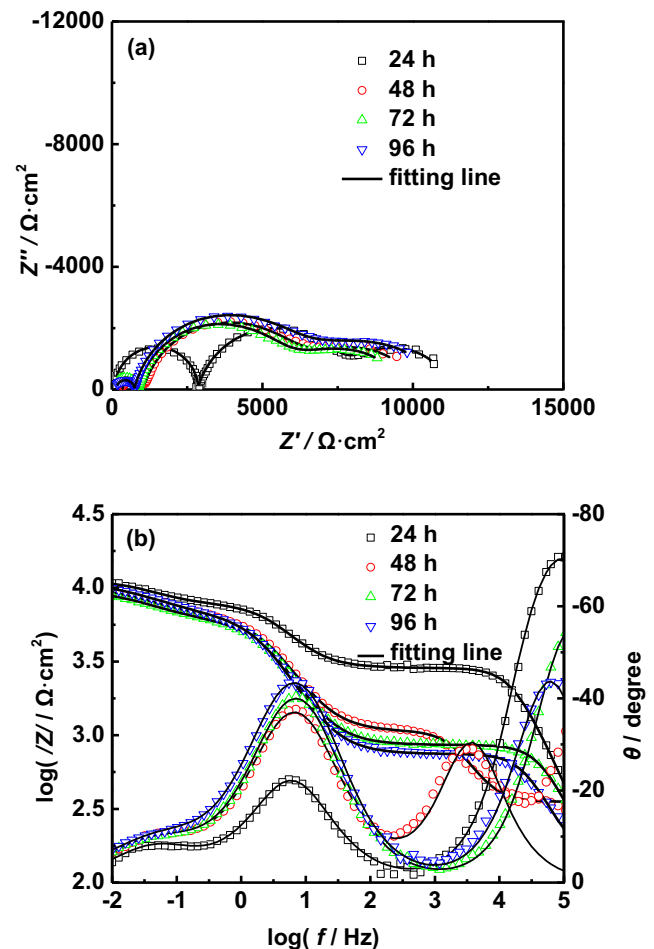 (a)
24 h
48 h
72 h
96 h
fitting line
-12000
-8000
-4000
0
Z'' / Ω·cm²
0 5000 10000 15000
Z' / Ω·cm²
(b)
24 h
48 h
72 h
96 h
fitting line
4.5
4.0
3.5
3.0
2.5
2.0
log( /Z/ / Ω·cm²)
-80
-60
-40
-20
0
θ / degree
-2 -1 0 1 2 3 4 5
log( f / Hz)